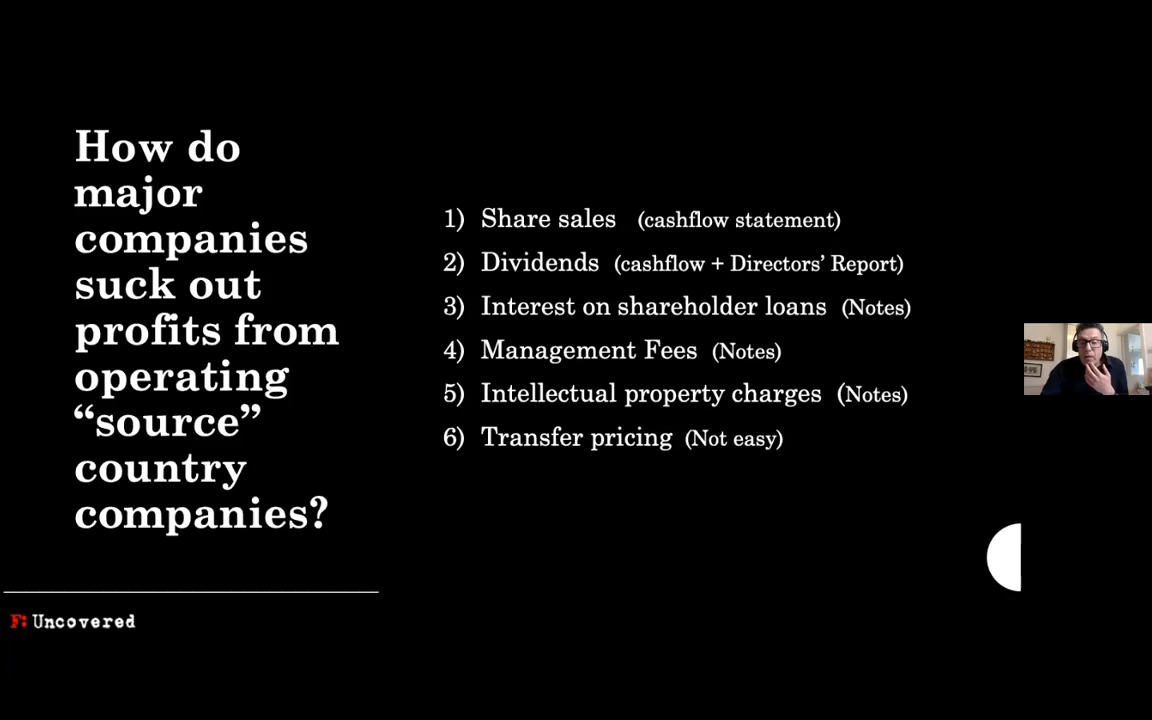 How do
major
companies
suck out
profits from
operating
“source”
country
companies?
1) Share sales (cashflow statement)
2) Dividends (cashflow + Directors’ Report)
3) Interest on shareholder loans (Notes)
4) Management Fees (Notes)
5) Intellectual property charges (Notes)
6) Transfer pricing (Not easy)
F: Uncovered